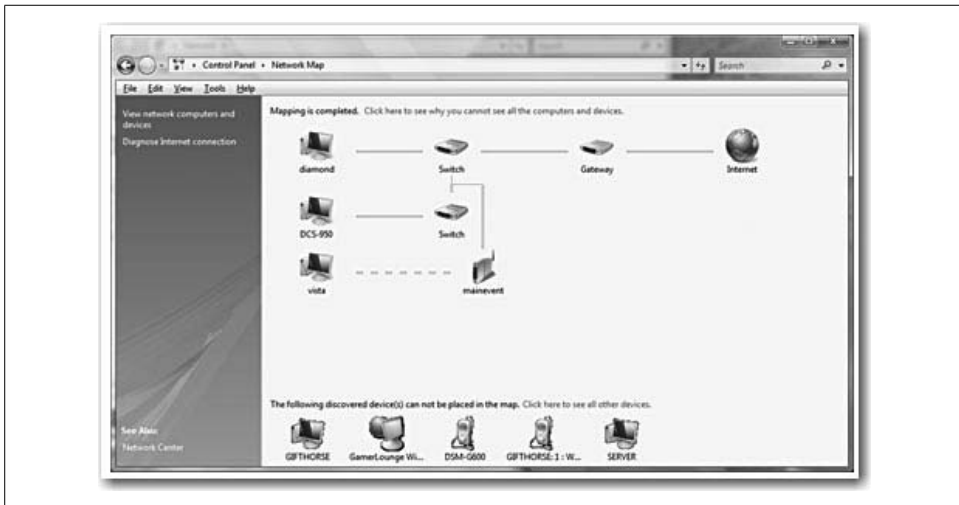 Control Panel ▸ Network Map
Search
File Edit View Tools Help
View network computers and
devices
Diagnose Internet connection
See Also
Network Center
Mapping is completed. Click here to see why you cannot see all the computers and devices.
diamond Switch Gateway Internet
DCS-950 Switch
vista mainevent
The following discovered device(s) can not be placed in the map. Click here to see all other devices.
GIFTHORSE GamerLounge Wi... DSM-G600 GIFTHORSE: 1 : W... SERVER